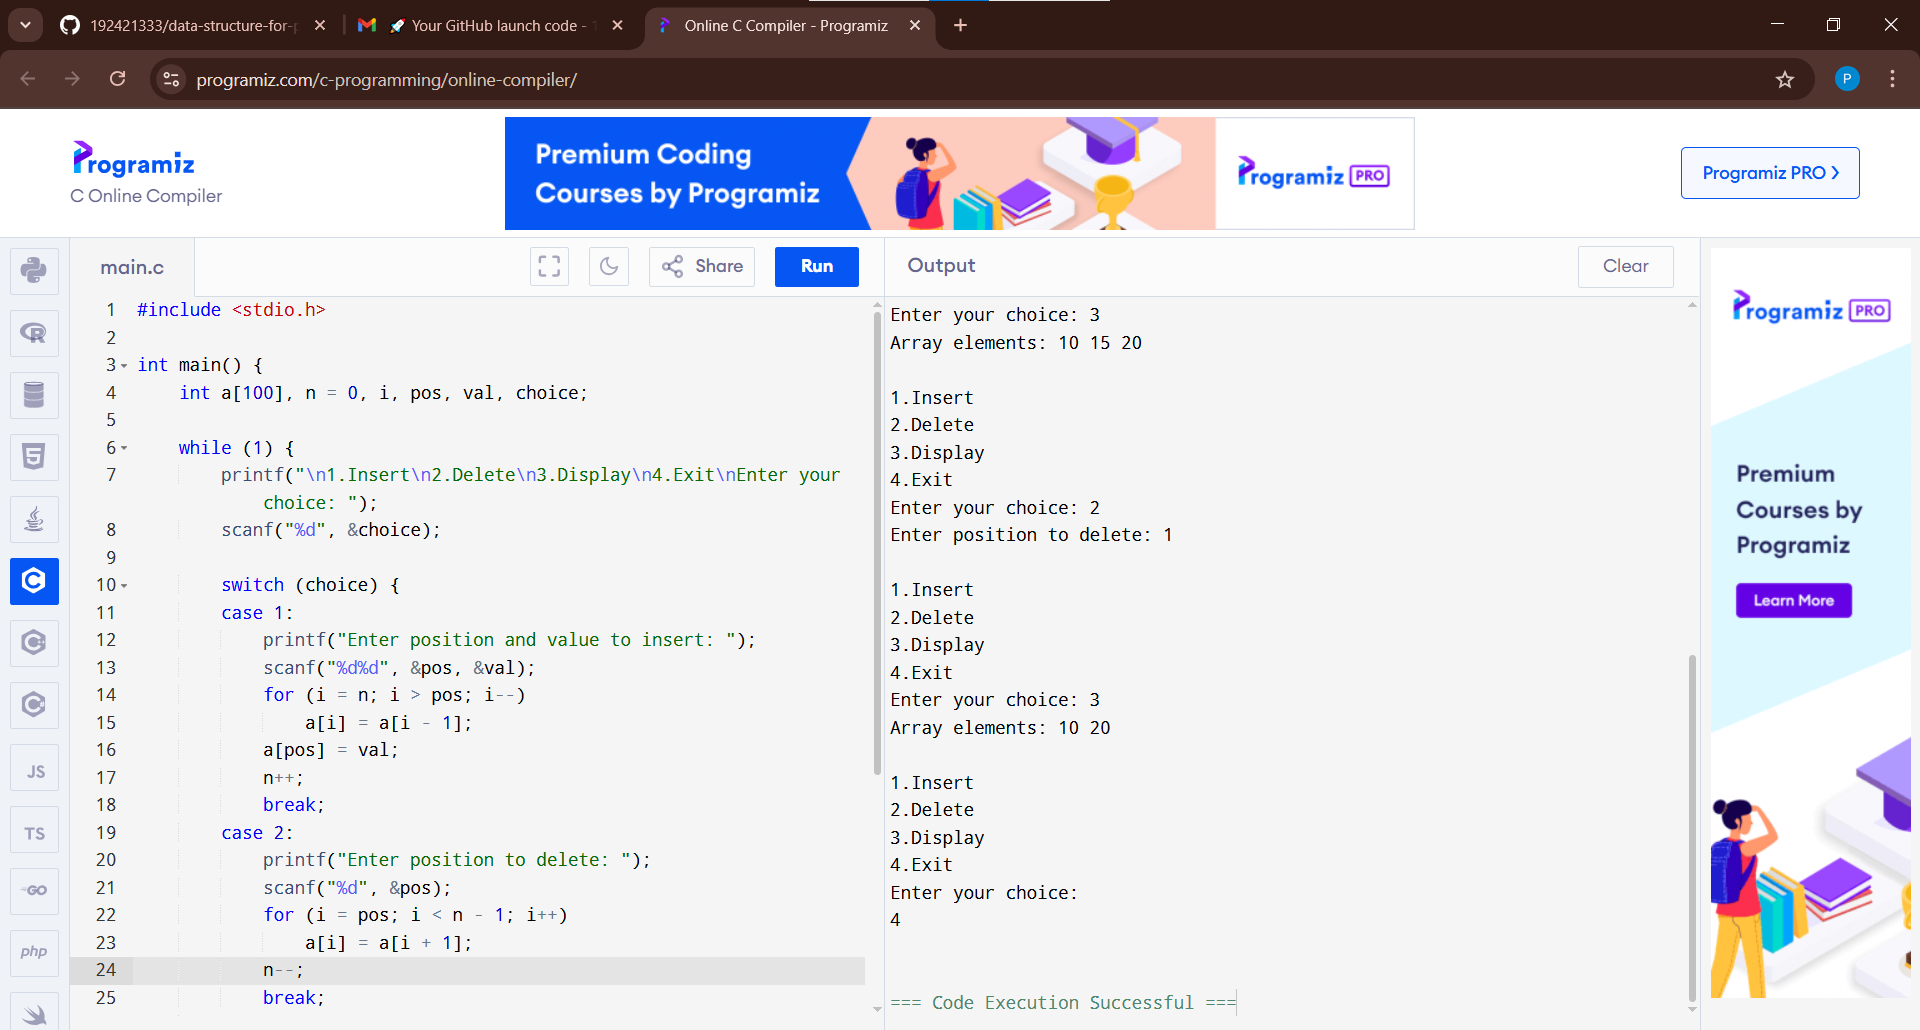 192421333/data-structure-for-p
Your GitHub launch code - 1
Online C Compiler - Programiz
programiz.com/c-programming/online-compiler/
P
Programiz
C Online Compiler
Premium Coding
Courses by Programiz
Programiz PRO
Programiz PRO
main.c
Share
Run
Output
Clear
1 #include <stdio.h>
2
3 int main() {
4 int a[100], n = 0, i, pos, val, choice;
5
6 while (1) {
7 printf("\n1.Insert\n2.Delete\n3.Display\n4.Exit\nEnter your
choice: ");
8 scanf("%d", &choice);
9
10 switch (choice) {
11 case 1:
12 printf("Enter position and value to insert: ");
13 scanf("%d%d", &pos, &val);
14 for (i = n; i > pos; i--)
15 a[i] = a[i - 1];
16 a[pos] = val;
17 n++;
18 break;
19 case 2:
20 printf("Enter position to delete: ");
21 scanf("%d", &pos);
22 for (i = pos; i < n - 1; i++)
23 a[i] = a[i + 1];
24 n--;
25 break;
Enter your choice: 3
Array elements: 10 15 20
1.Insert
2.Delete
3.Display
4.Exit
Enter your choice: 2
Enter position to delete: 1
1.Insert
2.Delete
3.Display
4.Exit
Enter your choice: 3
Array elements: 10 20
1.Insert
2.Delete
3.Display
4.Exit
Enter your choice:
4
=== Code Execution Successful ===
R
5
C
C
C
JS
TS
GO
php
Programiz PRO
Premium
Courses by
Programiz
Learn More